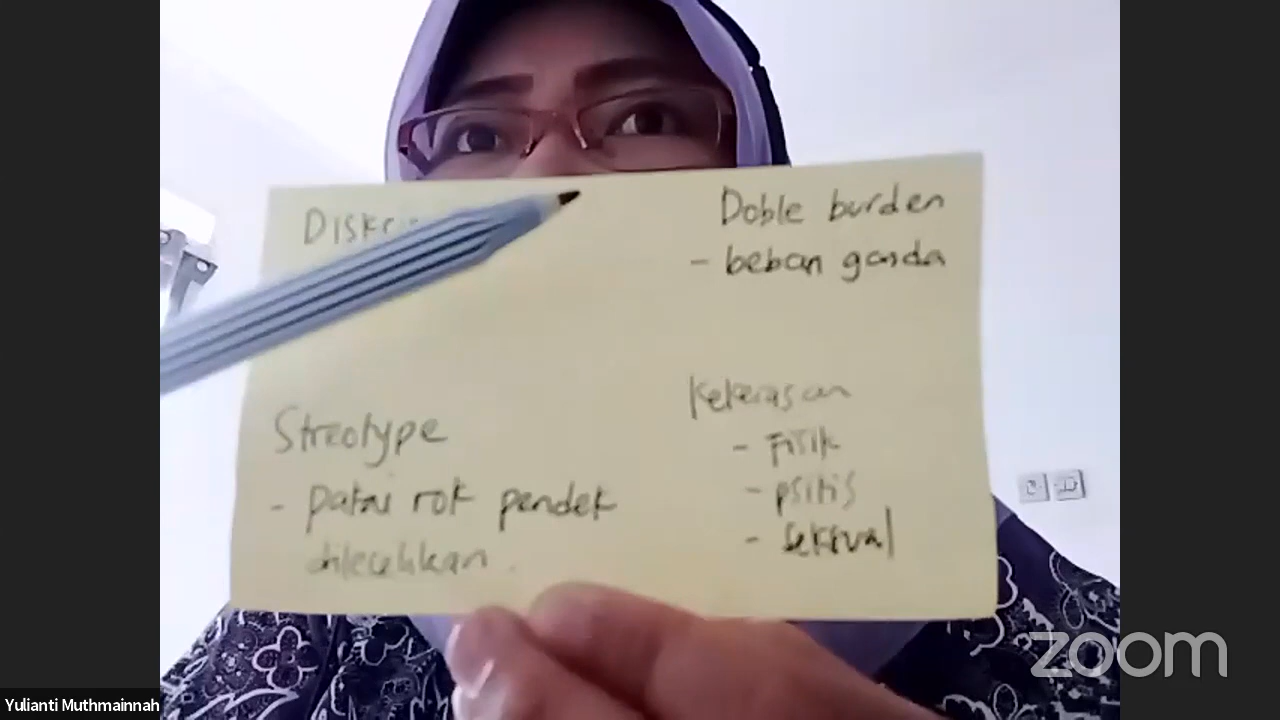 Doble burden
- beban ganda
Streotype
- pakai rok pendek
dilecehkan.
Kekerasan
- Fisik
- psikis
- seksual
zoom
Yulianti Muthmainnah